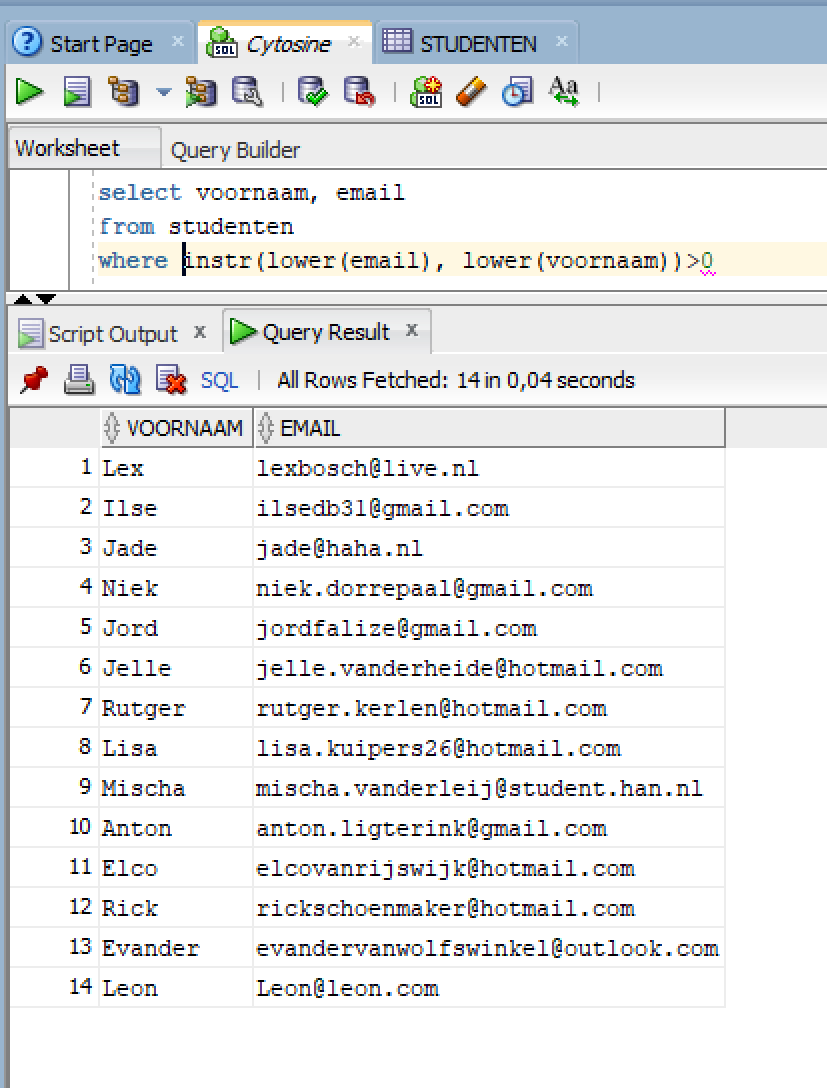 Start Page Cytosine STUDENTEN
SQL SQL Aa
Worksheet Query Builder
select voornaam, email
from studenten
where instr(lower(email), lower(voornaam))>0
Script Output x Query Result x
SQL | All Rows Fetched: 14 in 0,04 seconds
VOORNAAM EMAIL
1 Lex lexbosch@live.nl
2 Ilse ilsedb31@gmail.com
3 Jade jade@haha.nl
4 Niek niek.dorrepaal@gmail.com
5 Jord jordfalize@gmail.com
6 Jelle jelle.vanderheide@hotmail.com
7 Rutger rutger.kerlen@hotmail.com
8 Lisa lisa.kuipers26@hotmail.com
9 Mischa mischa.vanderleij@student.han.nl
10 Anton anton.ligterink@gmail.com
11 Elco elcovanrijswijk@hotmail.com
12 Rick rickschoenmaker@hotmail.com
13 Evander evandervanwolfswinkel@outlook.com
14 Leon Leon@leon.com